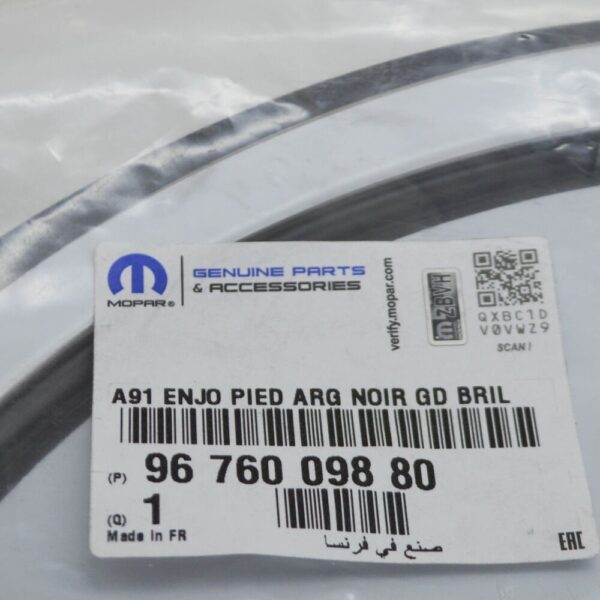 MOPAR®
GENUINE PARTS
& ACCESSORIES
verify.mopar.com
ZBVH
QXBC1D
V0VWZ9
SCAN!
A91 ENJO PIED ARG NOIR GD BRIL
(P) 96 760 098 80
(Q) 1
Made In FR
صنع في فرنسا
EAC